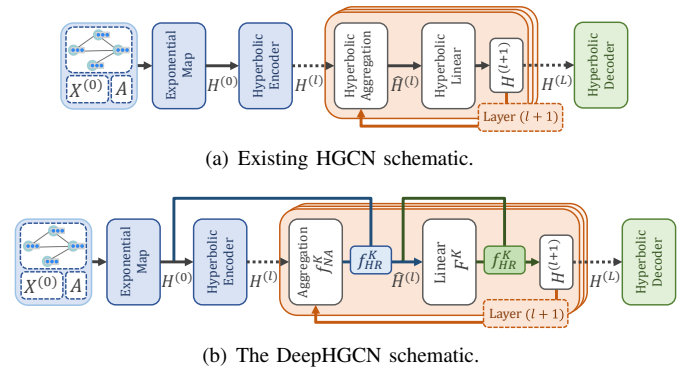 X^(0) A
Exponential Map
H^(0)
Hyperbolic Encoder
H^(l)
Hyperbolic Aggregation
Ĥ^(l)
Hyperbolic Linear
H^(l+1)
Layer (l + 1)
H^(L)
Hyperbolic Decoder
(a) Existing HGCN schematic.
X^(0) A
Exponential Map
H^(0)
Hyperbolic Encoder
H^(l)
Aggregation
f_NA^K
f_HR^K
Ĥ^(l)
Linear
F^K
f_HR^K
H^(l+1)
Layer (l + 1)
H^(L)
Hyperbolic Decoder
(b) The DeepHGCN schematic.